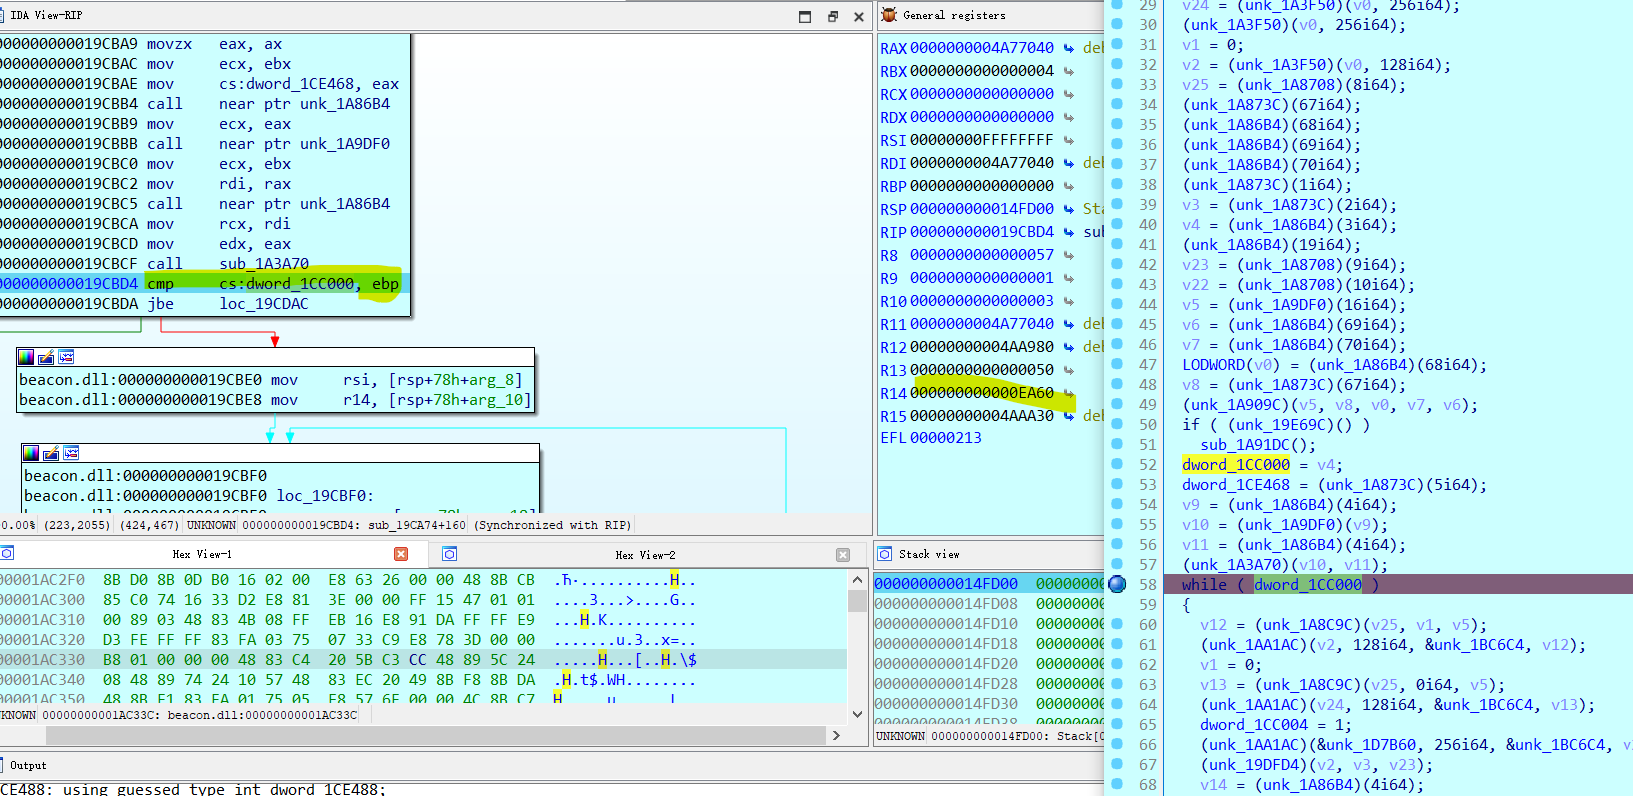 IDA View-RIP
000000000019CBA9 movzx eax, ax
000000000019CBAC mov ecx, ebx
000000000019CBAE mov cs:dword_1CE468, eax
000000000019CBB4 call near ptr unk_1A86B4
000000000019CBB9 mov ecx, eax
000000000019CBBB call near ptr unk_1A9DF0
000000000019CBC0 mov ecx, ebx
000000000019CBC2 mov rdi, rax
000000000019CBC5 call near ptr unk_1A86B4
000000000019CBCA mov rcx, rdi
000000000019CBCD mov edx, eax
000000000019CBCF call sub_1A3A70
000000000019CBD4 cmp cs:dword_1CC000, ebp
000000000019CBDA jbe loc_19CDAC
beacon.dll:000000000019CBE0 mov rsi, [rsp+78h+arg_8]
beacon.dll:000000000019CBE8 mov r14, [rsp+78h+arg_10]
beacon.dll:000000000019CBF0
beacon.dll:000000000019CBF0 loc_19CBF0:
0.00% (223,2055) (424,467) UNKNOWN 000000000019CBD4: sub_19CA74+160 (Synchronized with RIP)
General registers
RAX 0000000004A77040 deb
RBX 0000000000000004
RCX 0000000000000000
RDX 0000000000000000
RSI 00000000FFFFFFFF
RDI 0000000004A77040 deb
RBP 0000000000000000
RSP 000000000014FD00 Sta
RIP 000000000019CBD4 sub
R8 0000000000000057
R9 0000000000000001
R10 0000000000000003
R11 0000000004A77040 deb
R12 0000000004AA980 deb
R13 0000000000000050
R14 000000000000EA60
R15 00000000004AAA30 deb
EFL 00000213
Hex View-1
Hex View-2
00001AC2F0 8B D0 8B 0D B0 16 02 00 E8 63 26 00 00 48 8B CB
00001AC300 85 C0 74 16 33 D2 E8 81 3E 00 00 FF 15 47 01 01 ....3...>....G..
00001AC310 00 89 03 48 83 4B 08 FF EB 16 E8 91 DA FF FF E9 ...H.K..........
00001AC320 D3 FE FF FF 83 FA 03 75 07 33 C9 E8 78 3D 00 00 .......u.3..x=..
00001AC330 B8 01 00 00 00 48 83 C4 20 5B C3 CC 48 89 5C 24 .....H...[..H.\$
00001AC340 08 48 89 74 24 10 57 48 83 EC 20 49 8B F8 8B DA .H.t$.WH........
00001AC350 48 8B F1 83 FA 01 75 05 E8 57 6F 00 00 4C 8B C7
KNOWN 00000000001AC33C: beacon.dll:00000000001AC33C
Stack view
000000000014FD00 00000000
000000000014FD08 00000000
000000000014FD10 00000000
000000000014FD18 00000000
000000000014FD20 00000000
000000000014FD28 00000000
000000000014FD30 00000000
000000000014FD38 00000000
UNKNOWN 000000000014FD00: Stack[0
Output
CE488: using guessed type int dword_1CE488;
29 v24 = (unk_1A3F50)(v0, 256i64);
30 (unk_1A3F50)(v0, 256i64);
31 v1 = 0;
32 v2 = (unk_1A3F50)(v0, 128i64);
33 v25 = (unk_1A8708)(8i64);
34 (unk_1A873C)(67i64);
35 (unk_1A86B4)(68i64);
36 (unk_1A86B4)(69i64);
37 (unk_1A86B4)(70i64);
38 (unk_1A873C)(1i64);
39 v3 = (unk_1A873C)(2i64);
40 v4 = (unk_1A86B4)(3i64);
41 (unk_1A86B4)(19i64);
42 v23 = (unk_1A8708)(9i64);
43 v22 = (unk_1A8708)(10i64);
44 v5 = (unk_1A9DF0)(16i64);
45 v6 = (unk_1A86B4)(69i64);
46 v7 = (unk_1A86B4)(70i64);
47 LODWORD(v0) = (unk_1A86B4)(68i64);
48 v8 = (unk_1A873C)(67i64);
49 (unk_1A909C)(v5, v8, v0, v7, v6);
50 if ( (unk_19E69C)() )
51 sub_1A91DC();
52 dword_1CC000 = v4;
53 dword_1CE468 = (unk_1A873C)(5i64);
54 v9 = (unk_1A86B4)(4i64);
55 v10 = (unk_1A9DF0)(v9);
56 v11 = (unk_1A86B4)(4i64);
57 (unk_1A3A70)(v10, v11);
58 while ( dword_1CC000 )
59 {
60 v12 = (unk_1A8C9C)(v25, v1, v5);
61 (unk_1AA1AC)(v2, 128i64, &unk_1BC6C4, v12);
62 v1 = 0;
63 v13 = (unk_1A8C9C)(v25, 0i64, v5);
64 (unk_1AA1AC)(v24, 128i64, &unk_1BC6C4, v13);
65 dword_1CC004 = 1;
66 (unk_1AA1AC)(&unk_1D7B60, 256i64, &unk_1BC6C4, v
67 (unk_19DFD4)(v2, v3, v23);
68 v14 = (unk_1A86B4)(4i64);